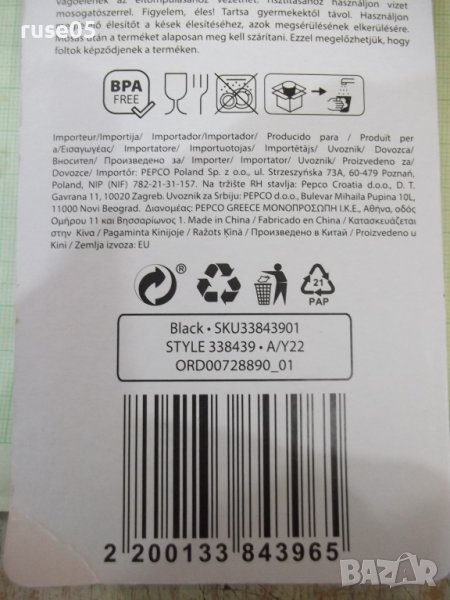 ruse05
vágóélének az eltompulásához vezethet. Tisztításához használjon vizet
mosogatószerrel. Figyelem, éles! Tartsa gyermekektől távol. Használjon
élesítőt a kések élesítéséhez, azok megsérülésének elkerülésére.
Mosás után a terméket alaposan meg kell szárítani. Ezzel megelőzhetjük, hogy
foltok képződjenek a terméken.
BPA
FREE
Importeur/Importija/ Importador/Importador/ Producido para / Produit per
a/Εισαγωγέας/ Importatore/ Importuotojas/ Importētājs/ Uvoznik/ Dovozca/
Вносител/ Произведено за/ Importer/ Importator/ Uvoznik/ Proizvedeno za/
Dovozce/ Importőr: PEPCO Poland Sp. z o.o., ul. Strzeszyńska 73A, 60-479 Poznań,
Poland, NIP (NIF) 782-21-31-157. Na tržište RH stavlja: Pepco Croatia d.o.o., D. T.
Gavrana 11, 10020 Zagreb. Uvoznik za Srbiju: PEPCO d.o.o., Bulevar Mihaila Pupina 10L,
11000 Novi Beograd. Διανομέας: PEPCO GREECE ΜΟΝΟΠΡΟΣΩΠΗ Ι.Κ.Ε., Αθήνα, οδός
Ομήρου 11 και Βησσαρίωνος 1. Made in China / Fabricado en China / Κατασκευάζεται
στην Κίνα / Pagaminta Kinijoje / Ražots Ķīnā / Произведено в Китай / Proizvedeno u
Kini / Zemlja izvoza: EU
®
21
PAP
Black • SKU33843901
STYLE 338439 • A/Y22
ORD00728890_01
2 200133 843965
BAZAR